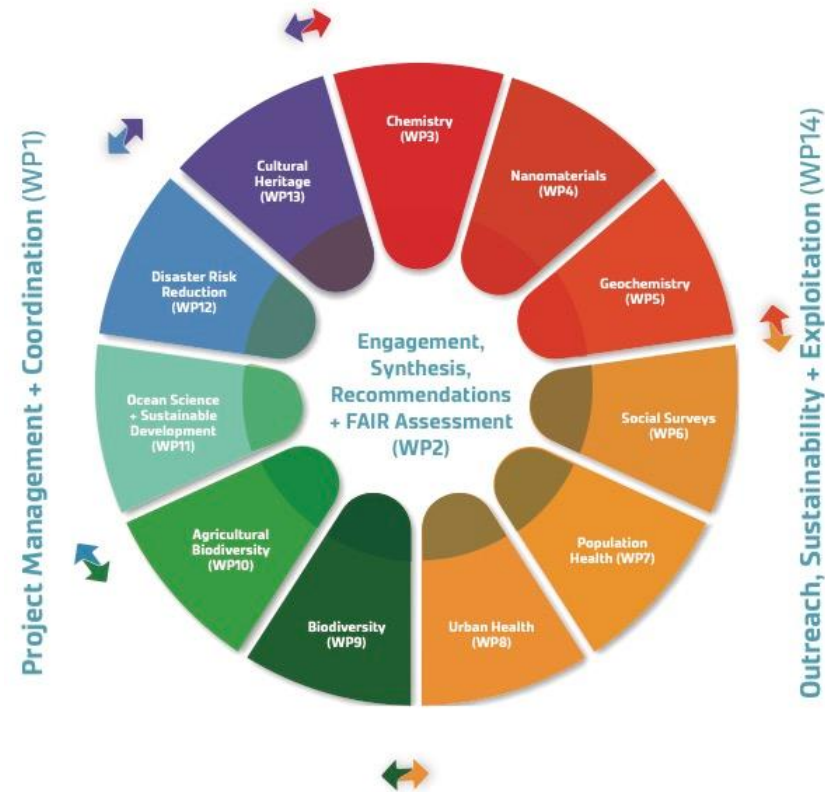 Project Management + Coordination (WP1)
Chemistry
(WP3)
Nanomaterials
(WP4)
Geochemistry
(WP5)
Social Surveys
(WP6)
Population
Health (WP7)
Urban Health
(WP8)
Biodiversity
(WP9)
Agricultural
Biodiversity
(WP10)
Ocean Science
+ Sustainable
Development
(WP11)
Disaster Risk
Reduction
(WP12)
Cultural
Heritage
(WP13)
Engagement,
Synthesis,
Recommendations
+ FAIR Assessment
(WP2)
Outreach, Sustainability + Exploitation (WP14)